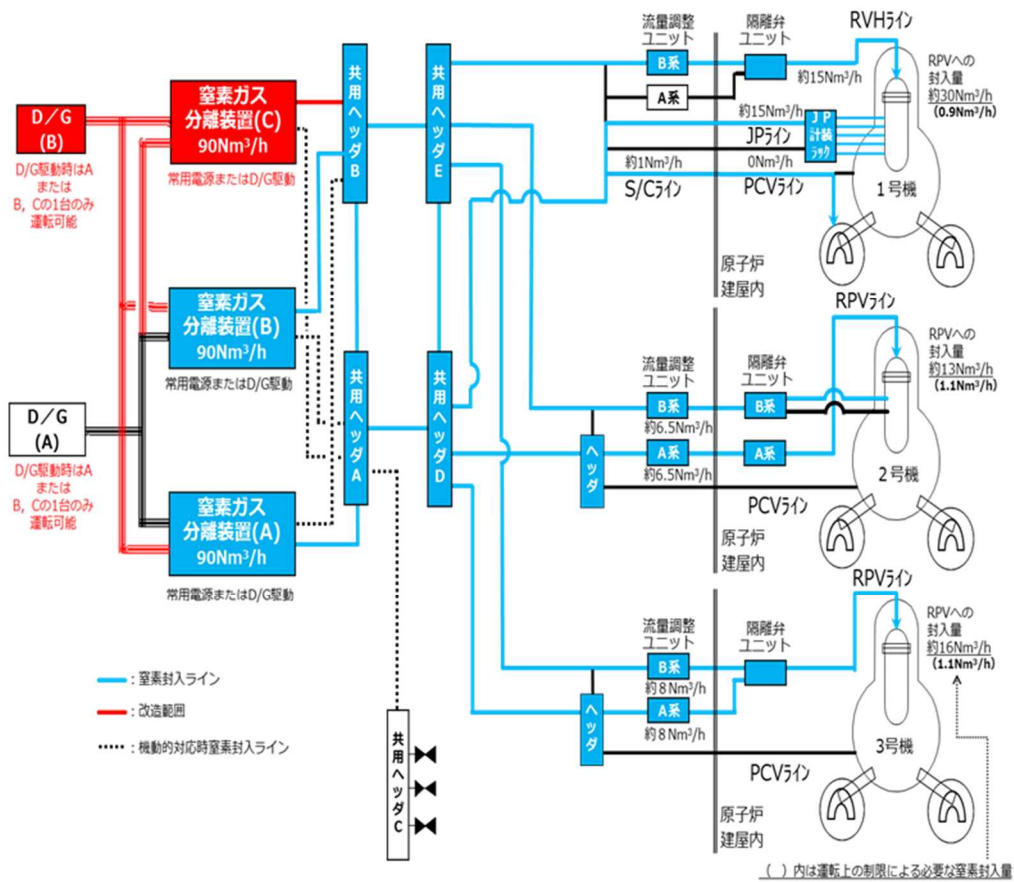 D/G
(B)
D/G駆動時はA
または
B, Cの1台のみ
運転可能
D/G
(A)
D/G駆動時はA
または
B, Cの1台のみ
運転可能
窒素ガス
分離装置(C)
90Nm³/h
常用電源またはD/G駆動
窒素ガス
分離装置(B)
90Nm³/h
常用電源またはD/G駆動
窒素ガス
分離装置(A)
90Nm³/h
常用電源またはD/G駆動
共用ヘッダB
共用ヘッダE
共用ヘッダA
共用ヘッダD
共用ヘッダC
流量調整
ユニット
B系
A系
隔離弁
ユニット
RVHライン
約15Nm³/h
約15Nm³/h
JPライン
JP
計装
ラック
約1Nm³/h
0Nm³/h
S/Cライン
PCVライン
原子炉
建屋内
1号機
RPVへの
封入量
約30Nm³/h
(0.9Nm³/h)
RPVライン
流量調整
ユニット
隔離弁
ユニット
B系
B系
約6.5Nm³/h
A系
A系
約6.5Nm³/h
ヘッダ
PCVライン
原子炉
建屋内
2号機
RPVへの
封入量
約13Nm³/h
(1.1Nm³/h)
RPVライン
流量調整
ユニット
隔離弁
ユニット
B系
約8Nm³/h
A系
約8Nm³/h
ヘッダ
PCVライン
原子炉
建屋内
3号機
RPVへの
封入量
約16Nm³/h
(1.1Nm³/h)
:窒素封入ライン
:改造範囲
:機動的対応時窒素封入ライン
( )内は運転上の制限による必要な窒素封入量